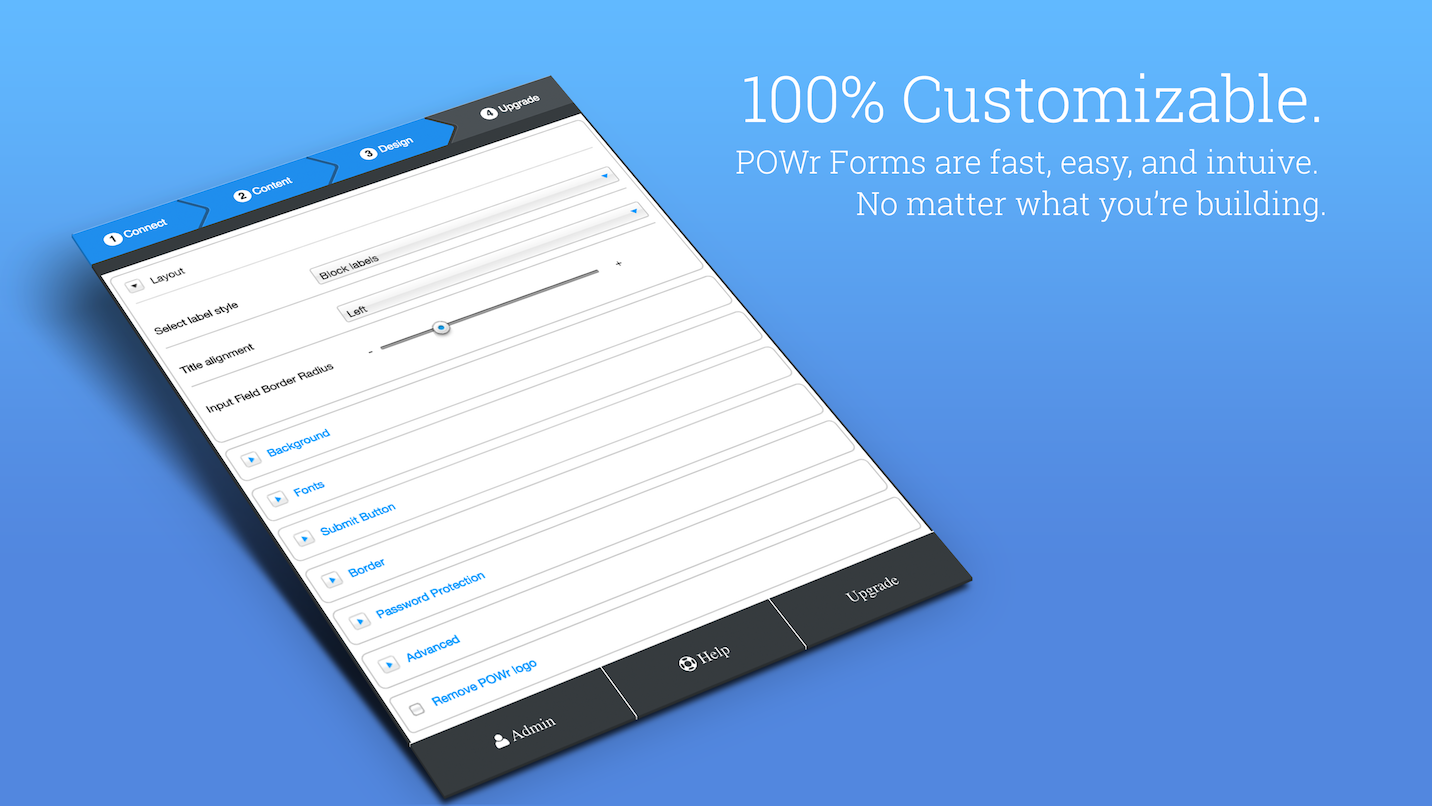 100% Customizable.
POWr Forms are fast, easy, and intuive.
No matter what you're building.
1 Connect
2 Content
3 Design
4 Upgrade
Layout
Select label style
Block labels
Title alignment
Left
Input Field Border Radius
- +
Background
Fonts
Submit Button
Border
Password Protection
Advanced
Remove POWr logo
Admin
Help
Upgrade